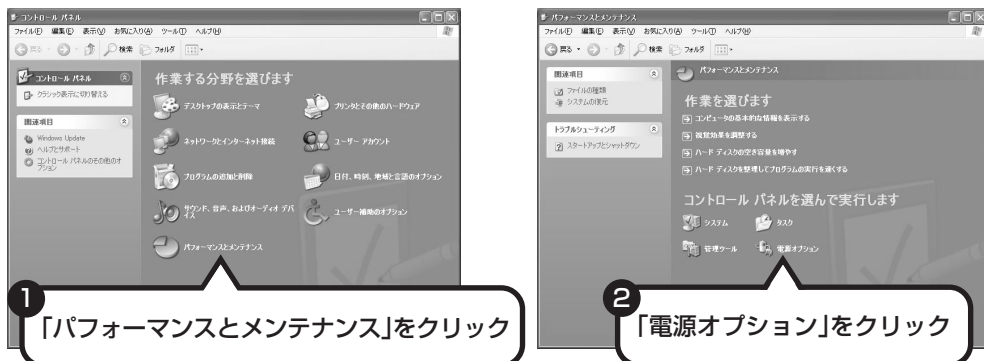 コントロール パネル
ファイル(F) 編集(E) 表示(V) お気に入り(A) ツール(T) ヘルプ(H)
戻る 検索 フォルダ
コントロール パネル
クラシック表示に切り替える
関連項目
Windows Update
ヘルプとサポート
コントロール パネルのその他のオプション
作業する分野を選びます
デスクトップの表示とテーマ
プリンタとその他のハードウェア
ネットワークとインターネット接続
ユーザー アカウント
プログラムの追加と削除
日付、時刻、地域と言語のオプション
サウンド、音声、およびオーディオ デバイス
ユーザー補助のオプション
パフォーマンスとメンテナンス
1
「パフォーマンスとメンテナンス」をクリック
パフォーマンスとメンテナンス
ファイル(F) 編集(E) 表示(V) お気に入り(A) ツール(T) ヘルプ(H)
戻る 検索 フォルダ
関連項目
ファイルの種類
システムの復元
トラブルシューティング
スタートアップとシャットダウン
パフォーマンスとメンテナンス
作業を選びます
コンピュータの基本的な情報を表示する
視覚効果を調整する
ハード ディスクの空き容量を増やす
ハード ディスクを整理してプログラムの実行を速くする
コントロール パネルを選んで実行します
システム
タスク
管理ツール
電源オプション
2
「電源オプション」をクリック